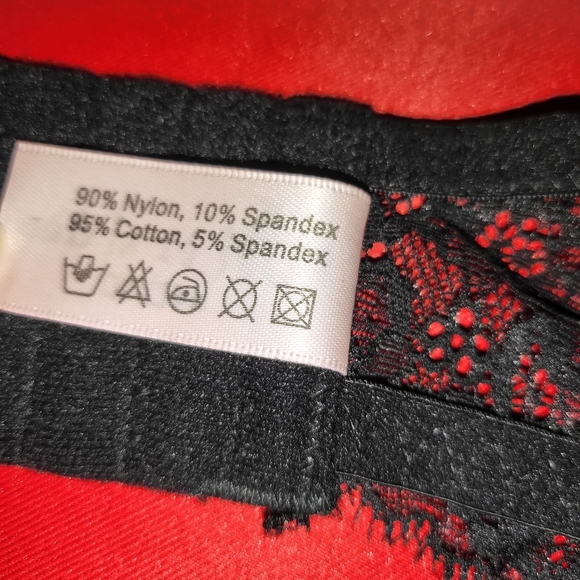 90% Nylon, 10% Spandex
95% Cotton, 5% Spandex